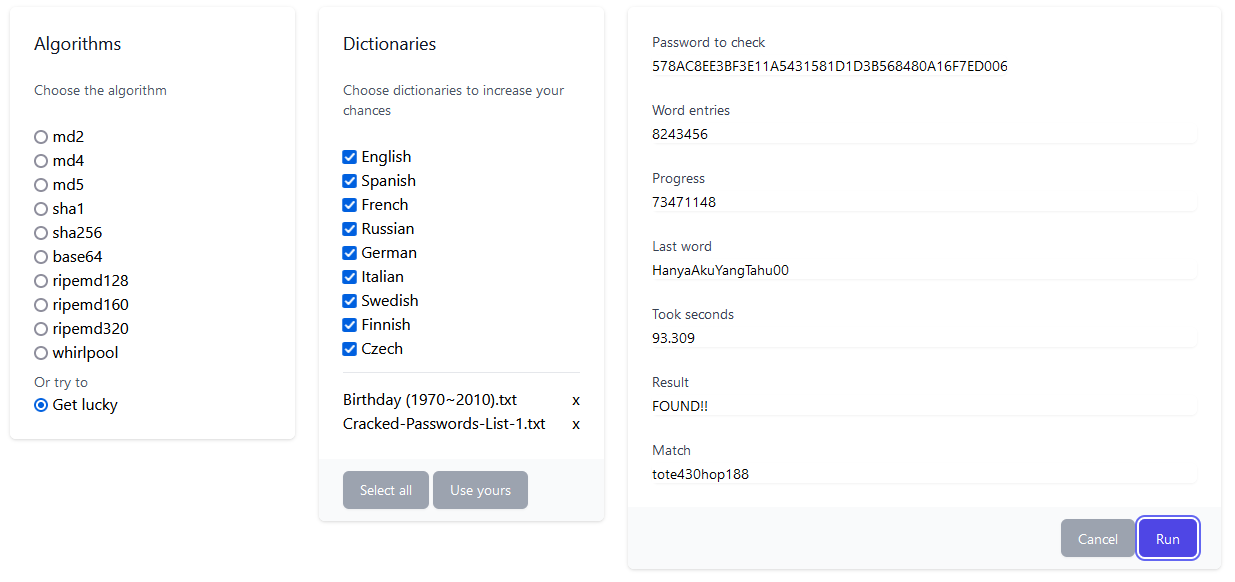 Algorithms
Choose the algorithm
md2
md4
md5
sha1
sha256
base64
ripemd128
ripemd160
ripemd320
whirlpool
Or try to
Get lucky
Dictionaries
Choose dictionaries to increase your
chances
English
Spanish
French
Russian
German
Italian
Swedish
Finnish
Czech
Birthday (1970~2010).txt x
Cracked-Passwords-List-1.txt x
Select all Use yours
Password to check
578AC8EE3BF3E11A5431581D1D3B568480A16F7ED006
Word entries
8243456
Progress
73471148
Last word
HanyaAkuYangTahu00
Took seconds
93.309
Result
FOUND!!
Match
tote430hop188
Cancel Run